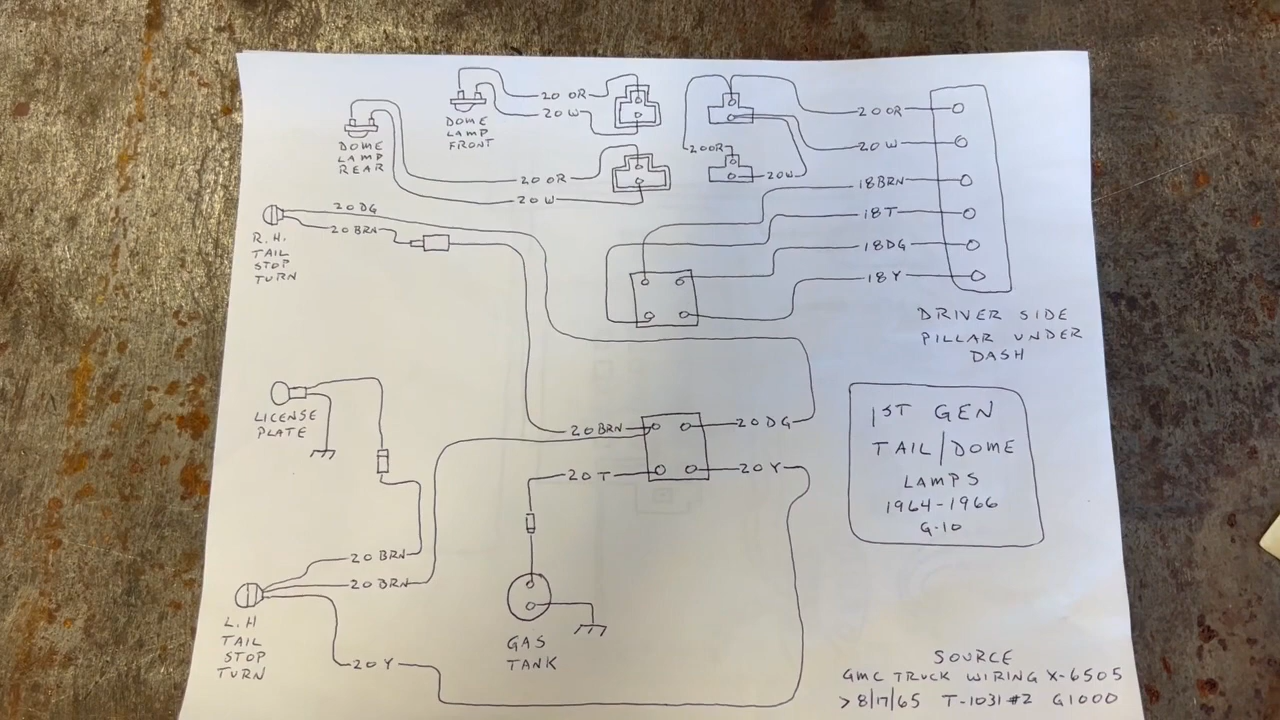 20 OR
20 W
DOME
LAMP
FRONT
DOME
LAMP
REAR
20 OR
20 W
20 OR
20 W
20 OR
20 W
18 BRN
18 T
18 DG
18 Y
DRIVER SIDE
PILLAR UNDER
DASH
20 DG
20 BRN
R.H.
TAIL
STOP
TURN
LICENSE
PLATE
20 BRN
20 DG
20 T
20 Y
1ST GEN
TAIL/DOME
LAMPS
1964-1966
G-10
20 BRN
20 BRN
L.H
TAIL
STOP
TURN
20 Y
GAS
TANK
SOURCE
GMC TRUCK WIRING X-6505
>8/17/65 T-1031 #2 G1000